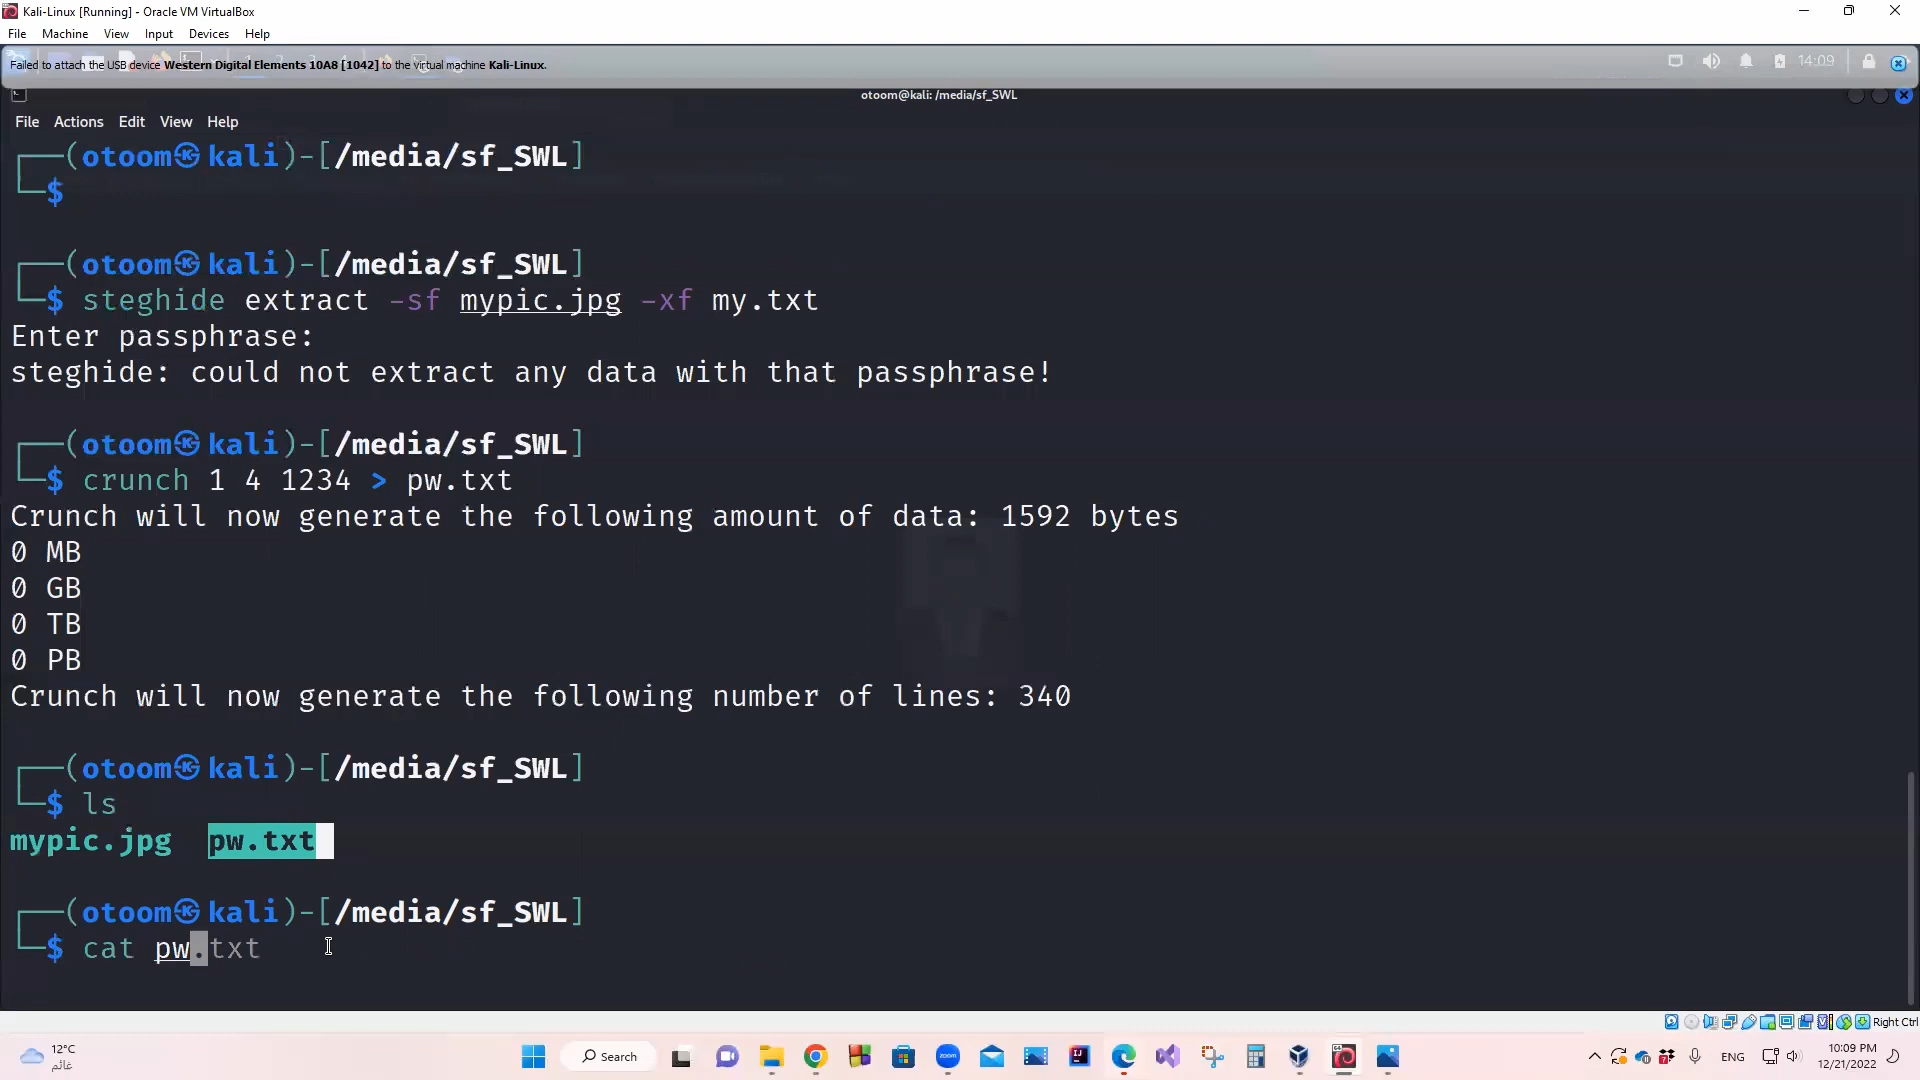 Kali-Linux [Running] - Oracle VM VirtualBox
File Machine View Input Devices Help
Failed to attach the USB device Western Digital Elements 10A8 [1042] to the virtual machine Kali-Linux.
14:09
otoom@kali: /media/sf_SWL
File Actions Edit View Help
┌──(otoom㉿kali)-[/media/sf_SWL]
└─$
┌──(otoom㉿kali)-[/media/sf_SWL]
└─$ steghide extract -sf mypic.jpg -xf my.txt
Enter passphrase:
steghide: could not extract any data with that passphrase!
┌──(otoom㉿kali)-[/media/sf_SWL]
└─$ crunch 1 4 1234 > pw.txt
Crunch will now generate the following amount of data: 1592 bytes
0 MB
0 GB
0 TB
0 PB
Crunch will now generate the following number of lines: 340
┌──(otoom㉿kali)-[/media/sf_SWL]
└─$ ls
mypic.jpg pw.txt
┌──(otoom㉿kali)-[/media/sf_SWL]
└─$ cat pw.txt
Right Ctrl
12°C
غائم
Search
zoom
ENG
10:09 PM
12/21/2022